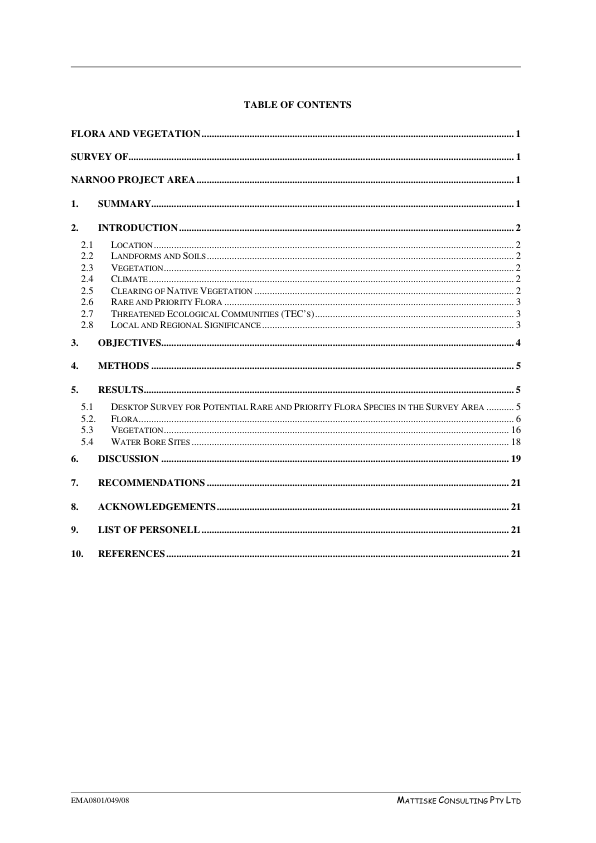 TABLE OF CONTENTS
FLORA AND VEGETATION........................................................ 1
SURVEY OF........................................................ 1
NARNOO PROJECT AREA........................................................ 1
1. SUMMARY........................................................ 1
2. INTRODUCTION........................................................ 2
2.1 LOCATION........................................................ 2
2.2 LANDFORMS AND SOILS........................................................ 2
2.3 VEGETATION........................................................ 2
2.4 CLIMATE........................................................ 2
2.5 CLEARING OF NATIVE VEGETATION ........................................................ 2
2.6 RARE AND PRIORITY FLORA ........................................................ 3
2.7 THREATENED ECOLOGICAL COMMUNITIES (TEC's)........................................................ 3
2.8 LOCAL AND REGIONAL SIGNIFICANCE........................................................ 3
3. OBJECTIVES........................................................ 4
4. METHODS ........................................................ 5
5. RESULTS........................................................ 5
5.1 DESKTOP SURVEY FOR POTENTIAL RARE AND PRIORITY FLORA SPECIES IN THE SURVEY AREA .......... 5
5.2. FLORA........................................................ 6
5.3 VEGETATION........................................................ 16
5.4 WATER BORE SITES ........................................................ 18
6. DISCUSSION ........................................................ 19
7. RECOMMENDATIONS ........................................................ 21
8. ACKNOWLEDGEMENTS........................................................ 21
9. LIST OF PERSONELL ........................................................ 21
10. REFERENCES ........................................................ 21
EMA0801/049/08 MATTISKE CONSULTING PTY LTD